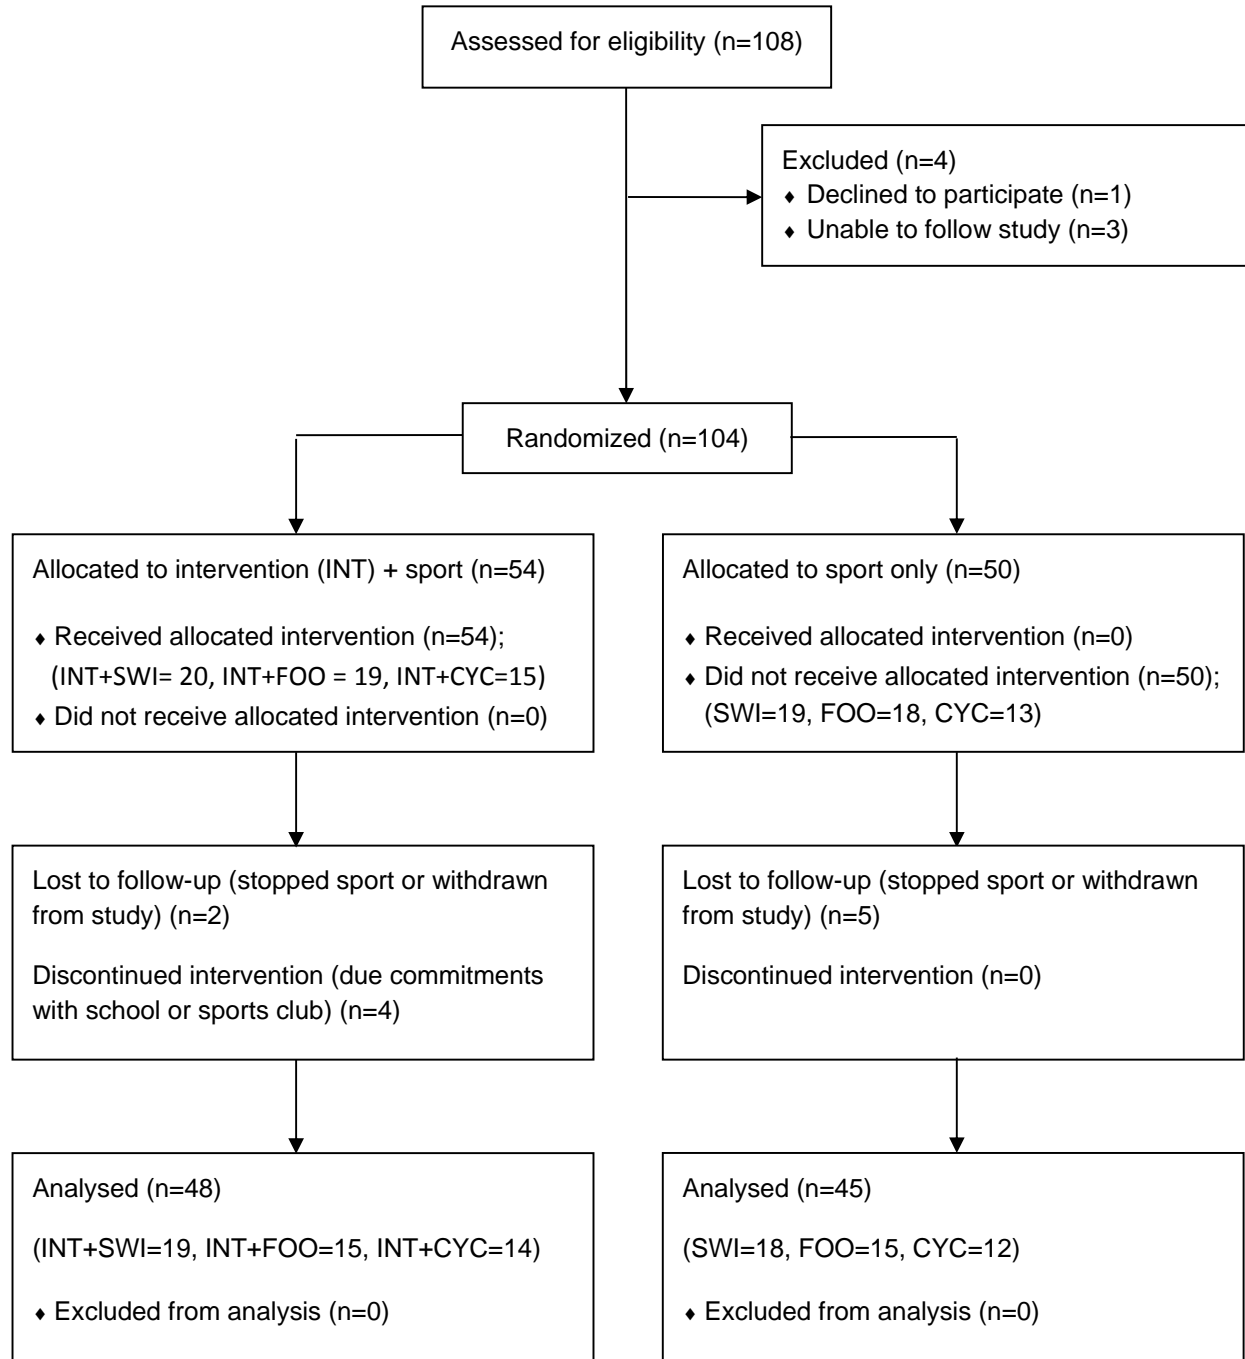 Assessed for eligibility (n=108)
Excluded (n=4)
♦ Declined to participate (n=1)
♦ Unable to follow study (n=3)
Randomized (n=104)
Allocated to intervention (INT) + sport (n=54)
♦ Received allocated intervention (n=54);
(INT+SWI= 20, INT+FOO = 19, INT+CYC=15)
♦ Did not receive allocated intervention (n=0)
Allocated to sport only (n=50)
♦ Received allocated intervention (n=0)
♦ Did not receive allocated intervention (n=50);
(SWI=19, FOO=18, CYC=13)
Lost to follow-up (stopped sport or withdrawn
from study) (n=2)
Discontinued intervention (due commitments
with school or sports club) (n=4)
Lost to follow-up (stopped sport or withdrawn
from study) (n=5)
Discontinued intervention (n=0)
Analysed (n=48)
(INT+SWI=19, INT+FOO=15, INT+CYC=14)
♦ Excluded from analysis (n=0)
Analysed (n=45)
(SWI=18, FOO=15, CYC=12)
♦ Excluded from analysis (n=0)